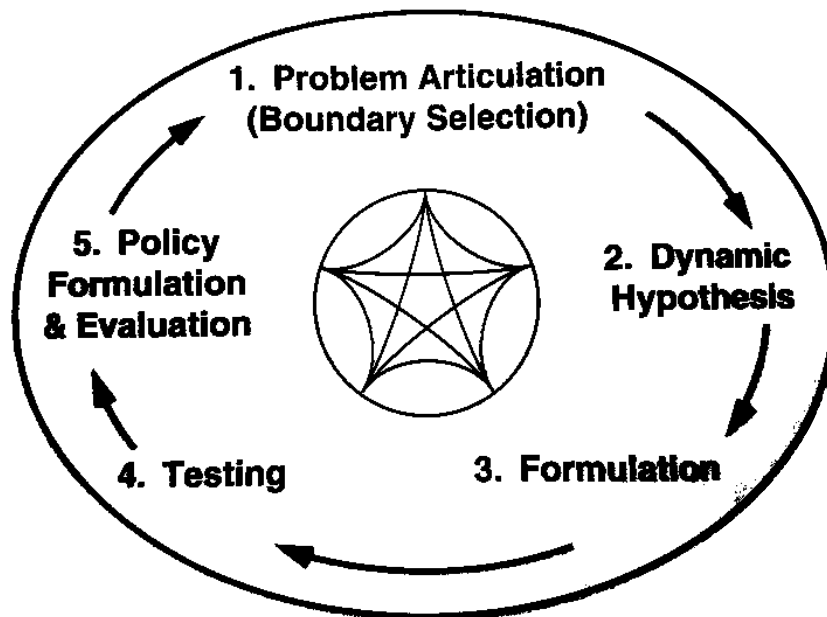 1. Problem Articulation
(Boundary Selection)
2. Dynamic
Hypothesis
3. Formulation
4. Testing
5. Policy
Formulation
& Evaluation